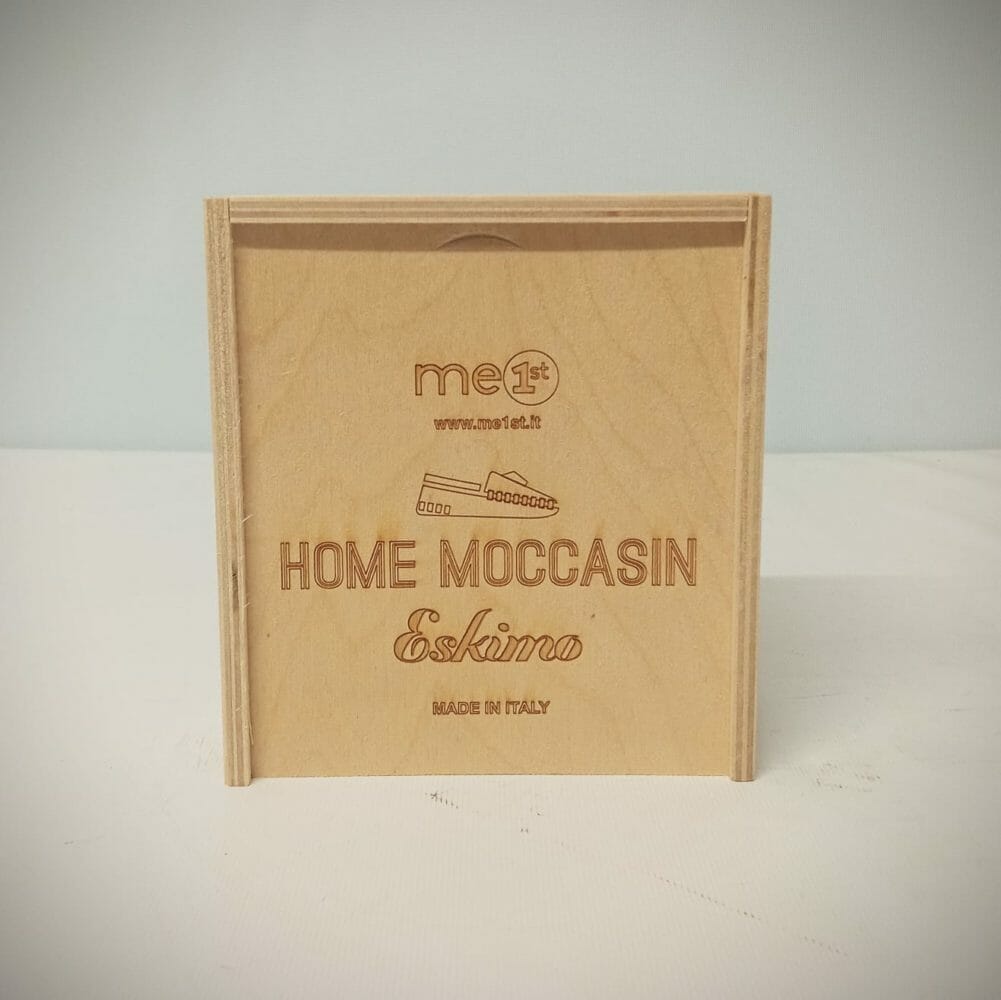 me1st
www.me1st.it
HOME MOCCASIN
Eskimo
MADE IN ITALY